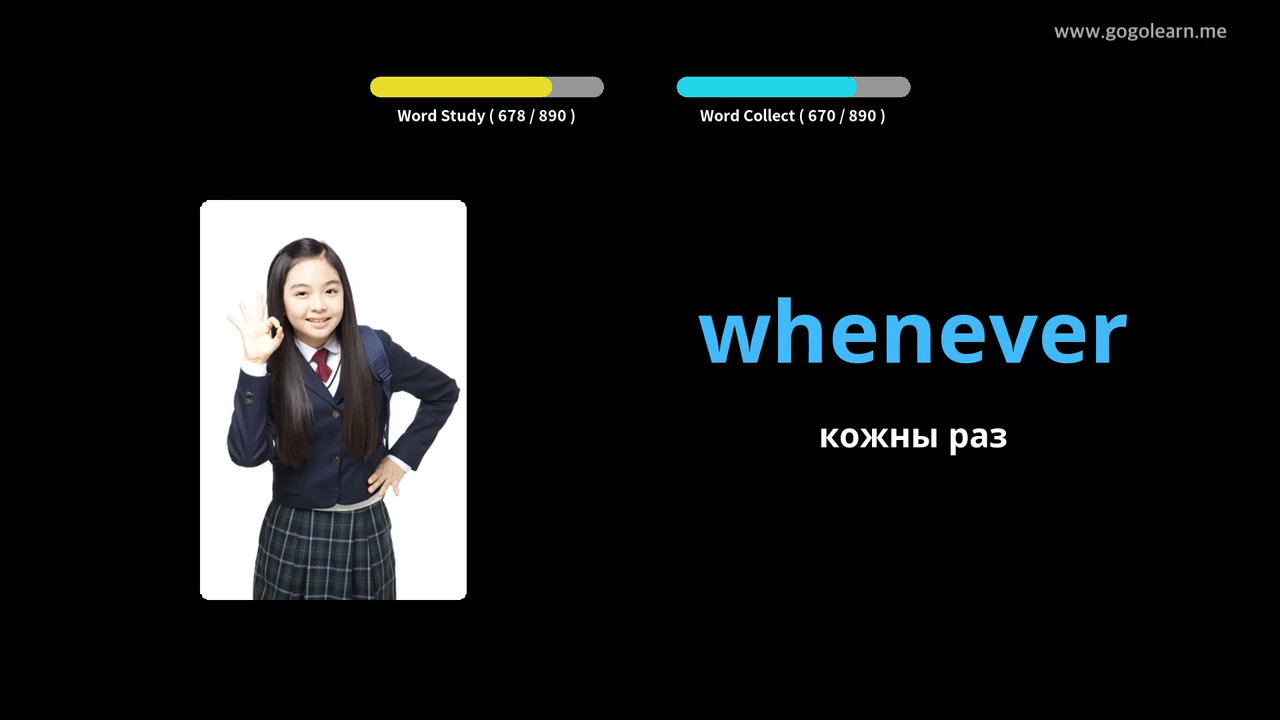 www.gogolearn.me
Word Study ( 678 / 890 )
Word Collect ( 670 / 890 )
whenever
кожны раз